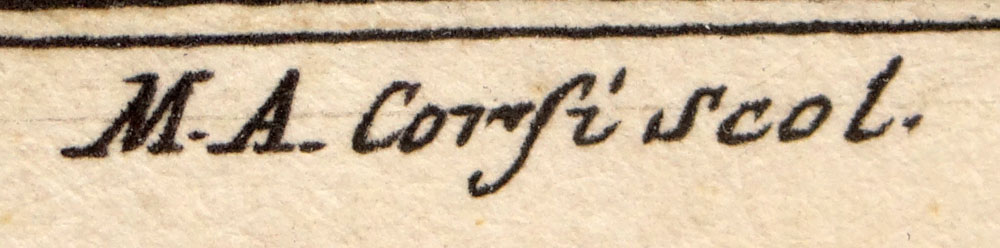 M. A. Corſi scol.